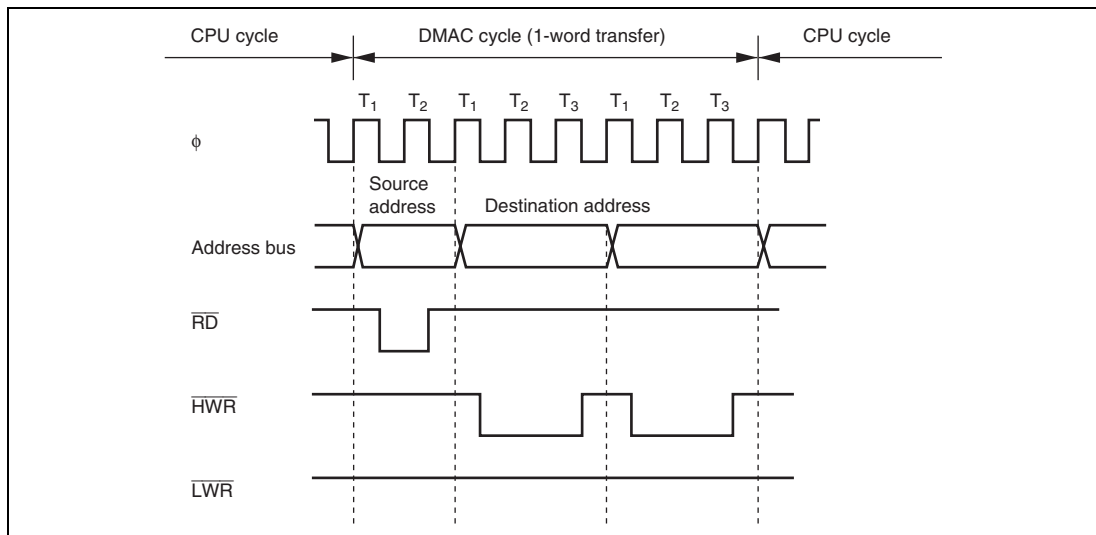 CPU cycle DMAC cycle (1-word transfer) CPU cycle
T1 T2 T1 T2 T3 T1 T2 T3
φ
Source
address Destination address
Address bus
RD
HWR
LWR